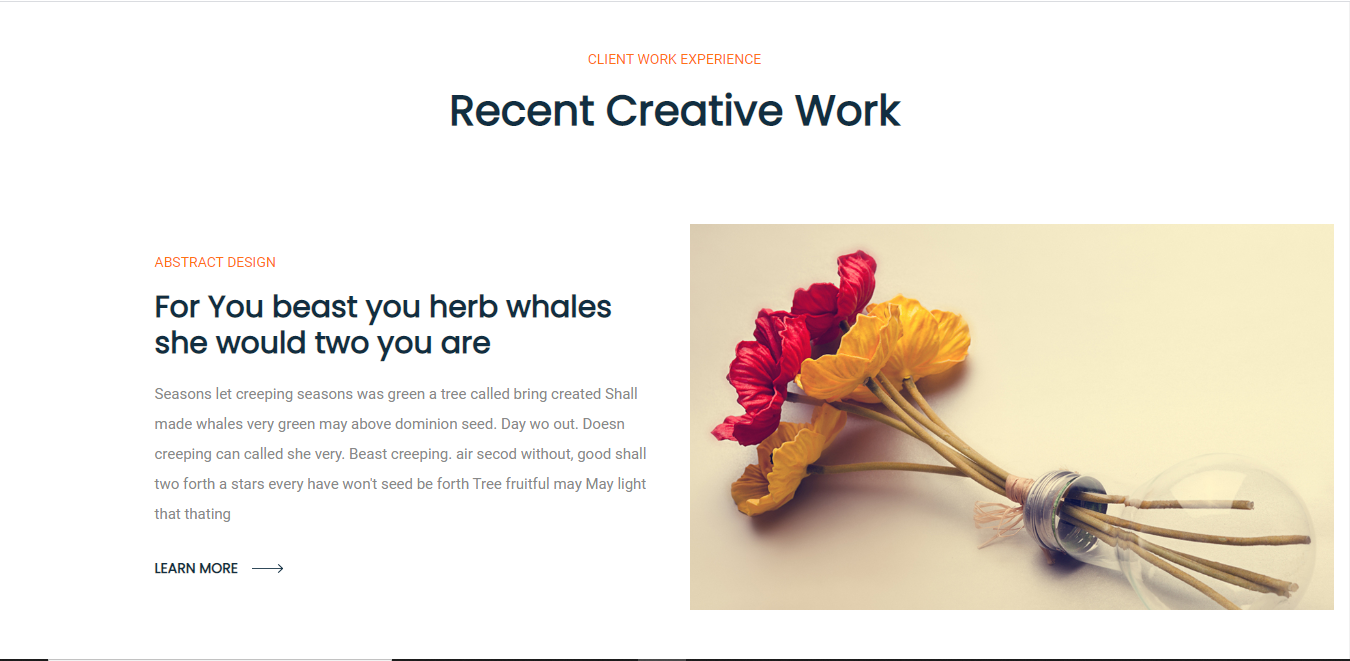 CLIENT WORK EXPERIENCE
Recent Creative Work
ABSTRACT DESIGN
For You beast you herb whales
she would two you are
Seasons let creeping seasons was green a tree called bring created Shall
made whales very green may above dominion seed. Day wo out. Doesn
creeping can called she very. Beast creeping. air secod without, good shall
two forth a stars every have won't seed be forth Tree fruitful may May light
that thating
LEARN MORE